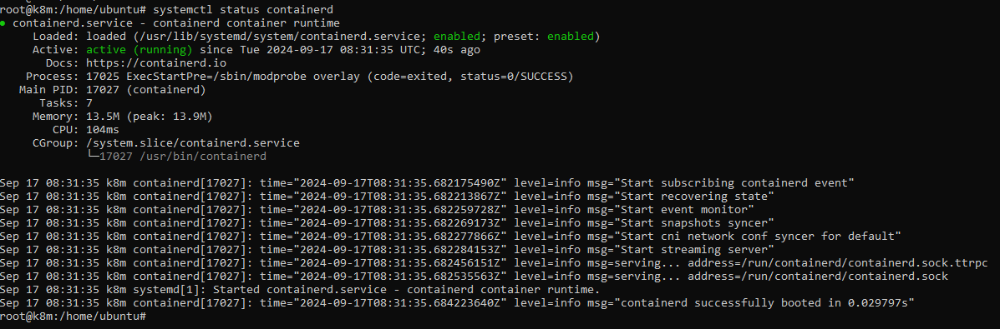 root@k8m:/home/ubuntu# systemctl status containerd
● containerd.service - containerd container runtime
     Loaded: loaded (/usr/lib/systemd/system/containerd.service; enabled; preset: enabled)
     Active: active (running) since Tue 2024-09-17 08:31:35 UTC; 40s ago
       Docs: https://containerd.io
    Process: 17025 ExecStartPre=/sbin/modprobe overlay (code=exited, status=0/SUCCESS)
   Main PID: 17027 (containerd)
      Tasks: 7
     Memory: 13.5M (peak: 13.9M)
        CPU: 104ms
     CGroup: /system.slice/containerd.service
             └─17027 /usr/bin/containerd
Sep 17 08:31:35 k8m containerd[17027]: time="2024-09-17T08:31:35.682175490Z" level=info msg="Start subscribing containerd event"
Sep 17 08:31:35 k8m containerd[17027]: time="2024-09-17T08:31:35.682213867Z" level=info msg="Start recovering state"
Sep 17 08:31:35 k8m containerd[17027]: time="2024-09-17T08:31:35.682259728Z" level=info msg="Start event monitor"
Sep 17 08:31:35 k8m containerd[17027]: time="2024-09-17T08:31:35.682269173Z" level=info msg="Start snapshots syncer"
Sep 17 08:31:35 k8m containerd[17027]: time="2024-09-17T08:31:35.682277866Z" level=info msg="Start cni network conf syncer for default"
Sep 17 08:31:35 k8m containerd[17027]: time="2024-09-17T08:31:35.682284153Z" level=info msg="Start streaming server"
Sep 17 08:31:35 k8m containerd[17027]: time="2024-09-17T08:31:35.682456151Z" level=info msg=serving... address=/run/containerd/containerd.sock.ttrpc
Sep 17 08:31:35 k8m containerd[17027]: time="2024-09-17T08:31:35.682535563Z" level=info msg=serving... address=/run/containerd/containerd.sock
Sep 17 08:31:35 k8m systemd[1]: Started containerd.service - containerd container runtime.
Sep 17 08:31:35 k8m containerd[17027]: time="2024-09-17T08:31:35.684223640Z" level=info msg="containerd successfully booted in 0.029797s"
root@k8m:/home/ubuntu#